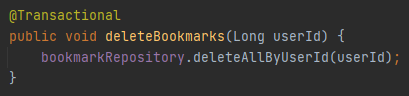 @Transactional
public void deleteBookmarks(Long userId) {
    bookmarkRepository.deleteAllByUserId(userId);
}